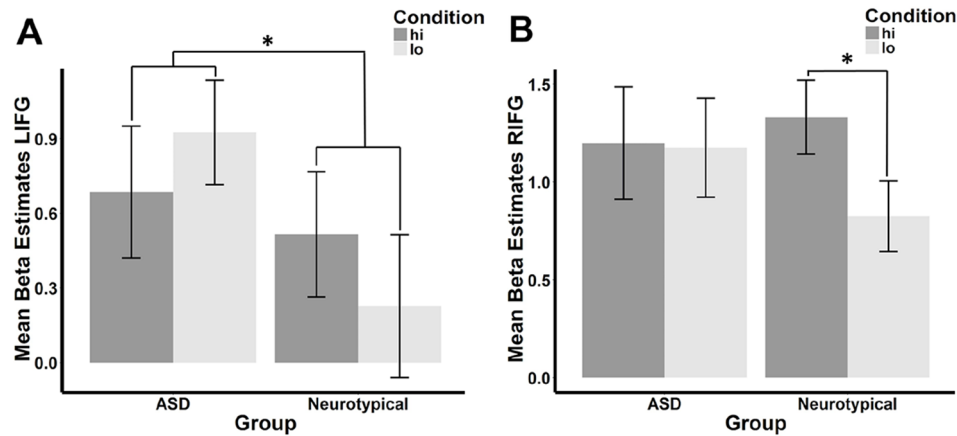 A
Condition
hi
lo
*
Mean Beta Estimates LIFG
0.9
0.6
0.3
0.0
ASD
Neurotypical
Group
B
Condition
hi
lo
*
Mean Beta Estimates RIFG
1.5
1.0
0.5
0.0
ASD
Neurotypical
Group